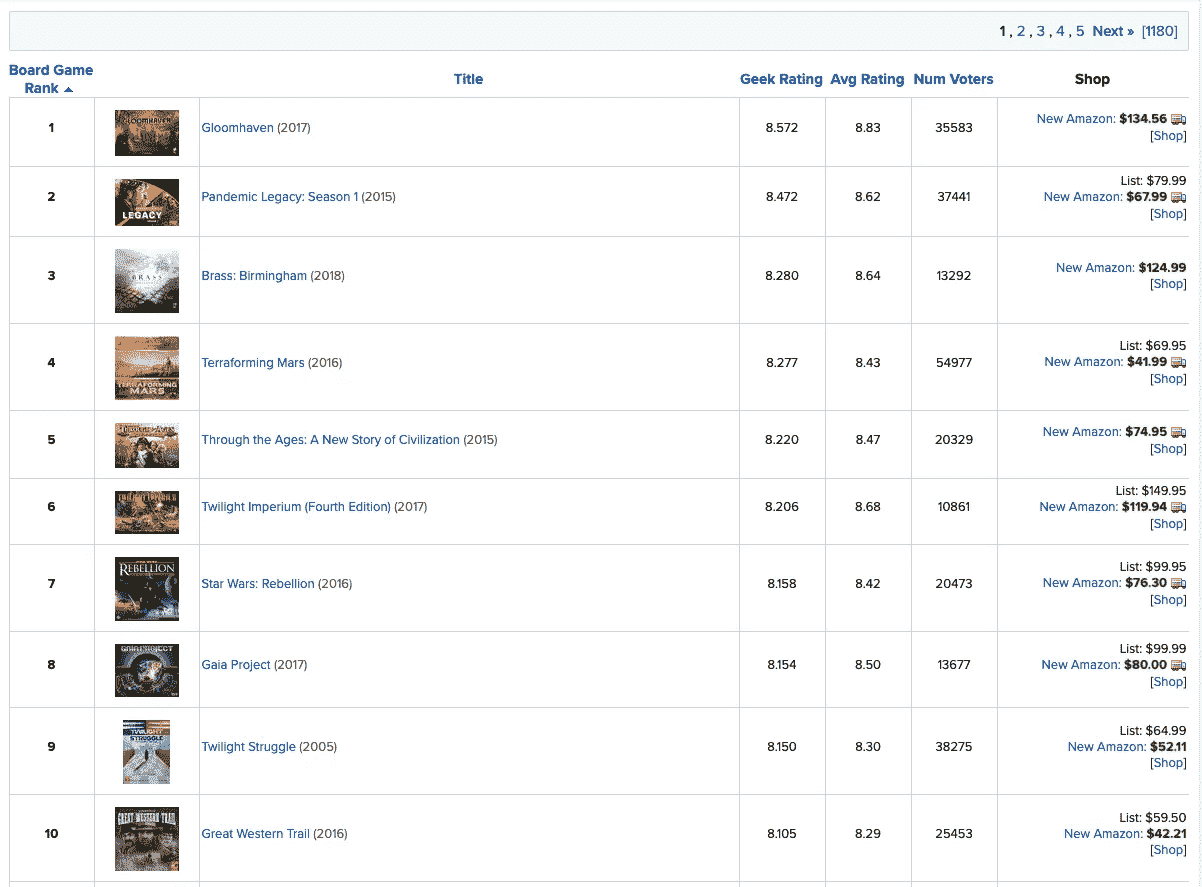 1 , 2 , 3 , 4 , 5 Next » [1180]
Board Game Rank Title Geek Rating Avg Rating Num Voters Shop
1 GLOOMHAVEN Gloomhaven (2017) 8.572 8.83 35583 New Amazon: $134.56
[Shop]
List: $79.99
2 LEGACY Pandemic Legacy: Season 1 (2015) 8.472 8.62 37441 New Amazon: $67.99
[Shop]
3 BRASS Brass: Birmingham (2018) 8.280 8.64 13292 New Amazon: $124.99
[Shop]
List: $69.95
4 TERRAFORMING MARS Terraforming Mars (2016) 8.277 8.43 54977 New Amazon: $41.99
[Shop]
5 Through the Ages: A New Story of Civilization (2015) 8.220 8.47 20329 New Amazon: $74.95
[Shop]
List: $149.95
6 Twilight Imperium (Fourth Edition) (2017) 8.206 8.68 10861 New Amazon: $119.94
[Shop]
List: $99.95
7 REBELLION Star Wars: Rebellion (2016) 8.158 8.42 20473 New Amazon: $76.30
[Shop]
List: $99.99
8 Gaia Project (2017) 8.154 8.50 13677 New Amazon: $80.00
[Shop]
List: $64.99
9 TWILIGHT STRUGGLE Twilight Struggle (2005) 8.150 8.30 38275 New Amazon: $52.11
[Shop]
List: $59.50
10 GREAT WESTERN TRAIL Great Western Trail (2016) 8.105 8.29 25453 New Amazon: $42.21
[Shop]